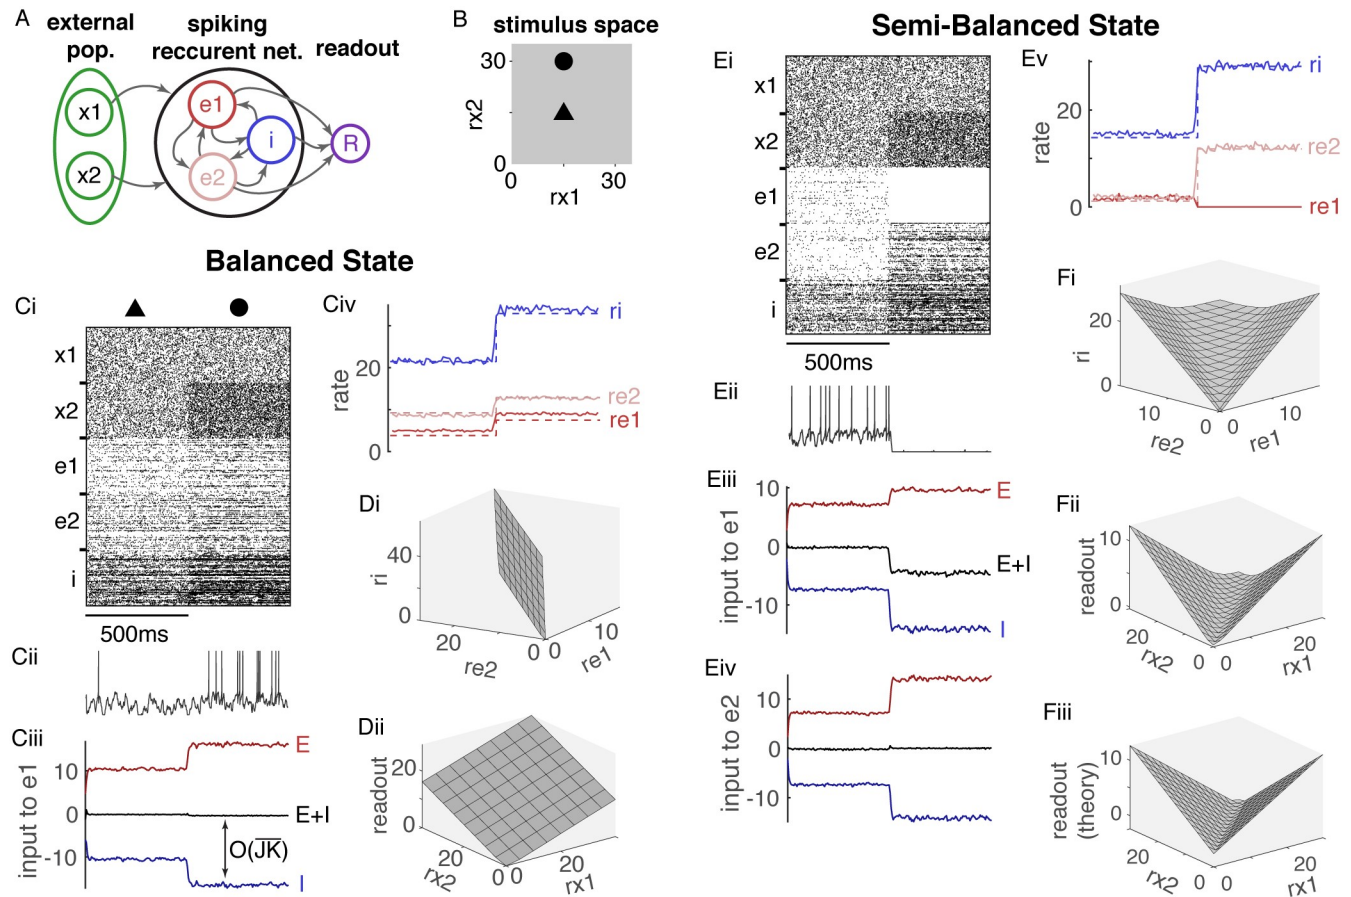 A
external
pop.
spiking
reccurent net.
readout
x1
x2
e1
i
e2
R
B
stimulus space
30
rx2
0
0
30
rx1
Balanced State
Ci
x1
x2
e1
e2
i
500ms
Cii
Ciii
input to e1
10
0
-10
E
E+I
O(JK)
I
Civ
rate
20
0
ri
re2
re1
Di
ri
40
0
20
re2
0
0
10
re1
Dii
readout
20
0
20
rx2
0
0
20
rx1
Semi-Balanced State
Ei
x1
x2
e1
e2
i
500ms
Eii
Eiii
input to e1
10
0
-10
E
E+I
I
Eiv
input to e2
10
0
-10
Ev
rate
20
0
ri
re2
re1
Fi
ri
20
0
10
re2
0
0
10
re1
Fii
readout
10
0
20
rx2
0
0
20
rx1
Fiii
readout
(theory)
10
0
20
rx2
0
0
20
rx1